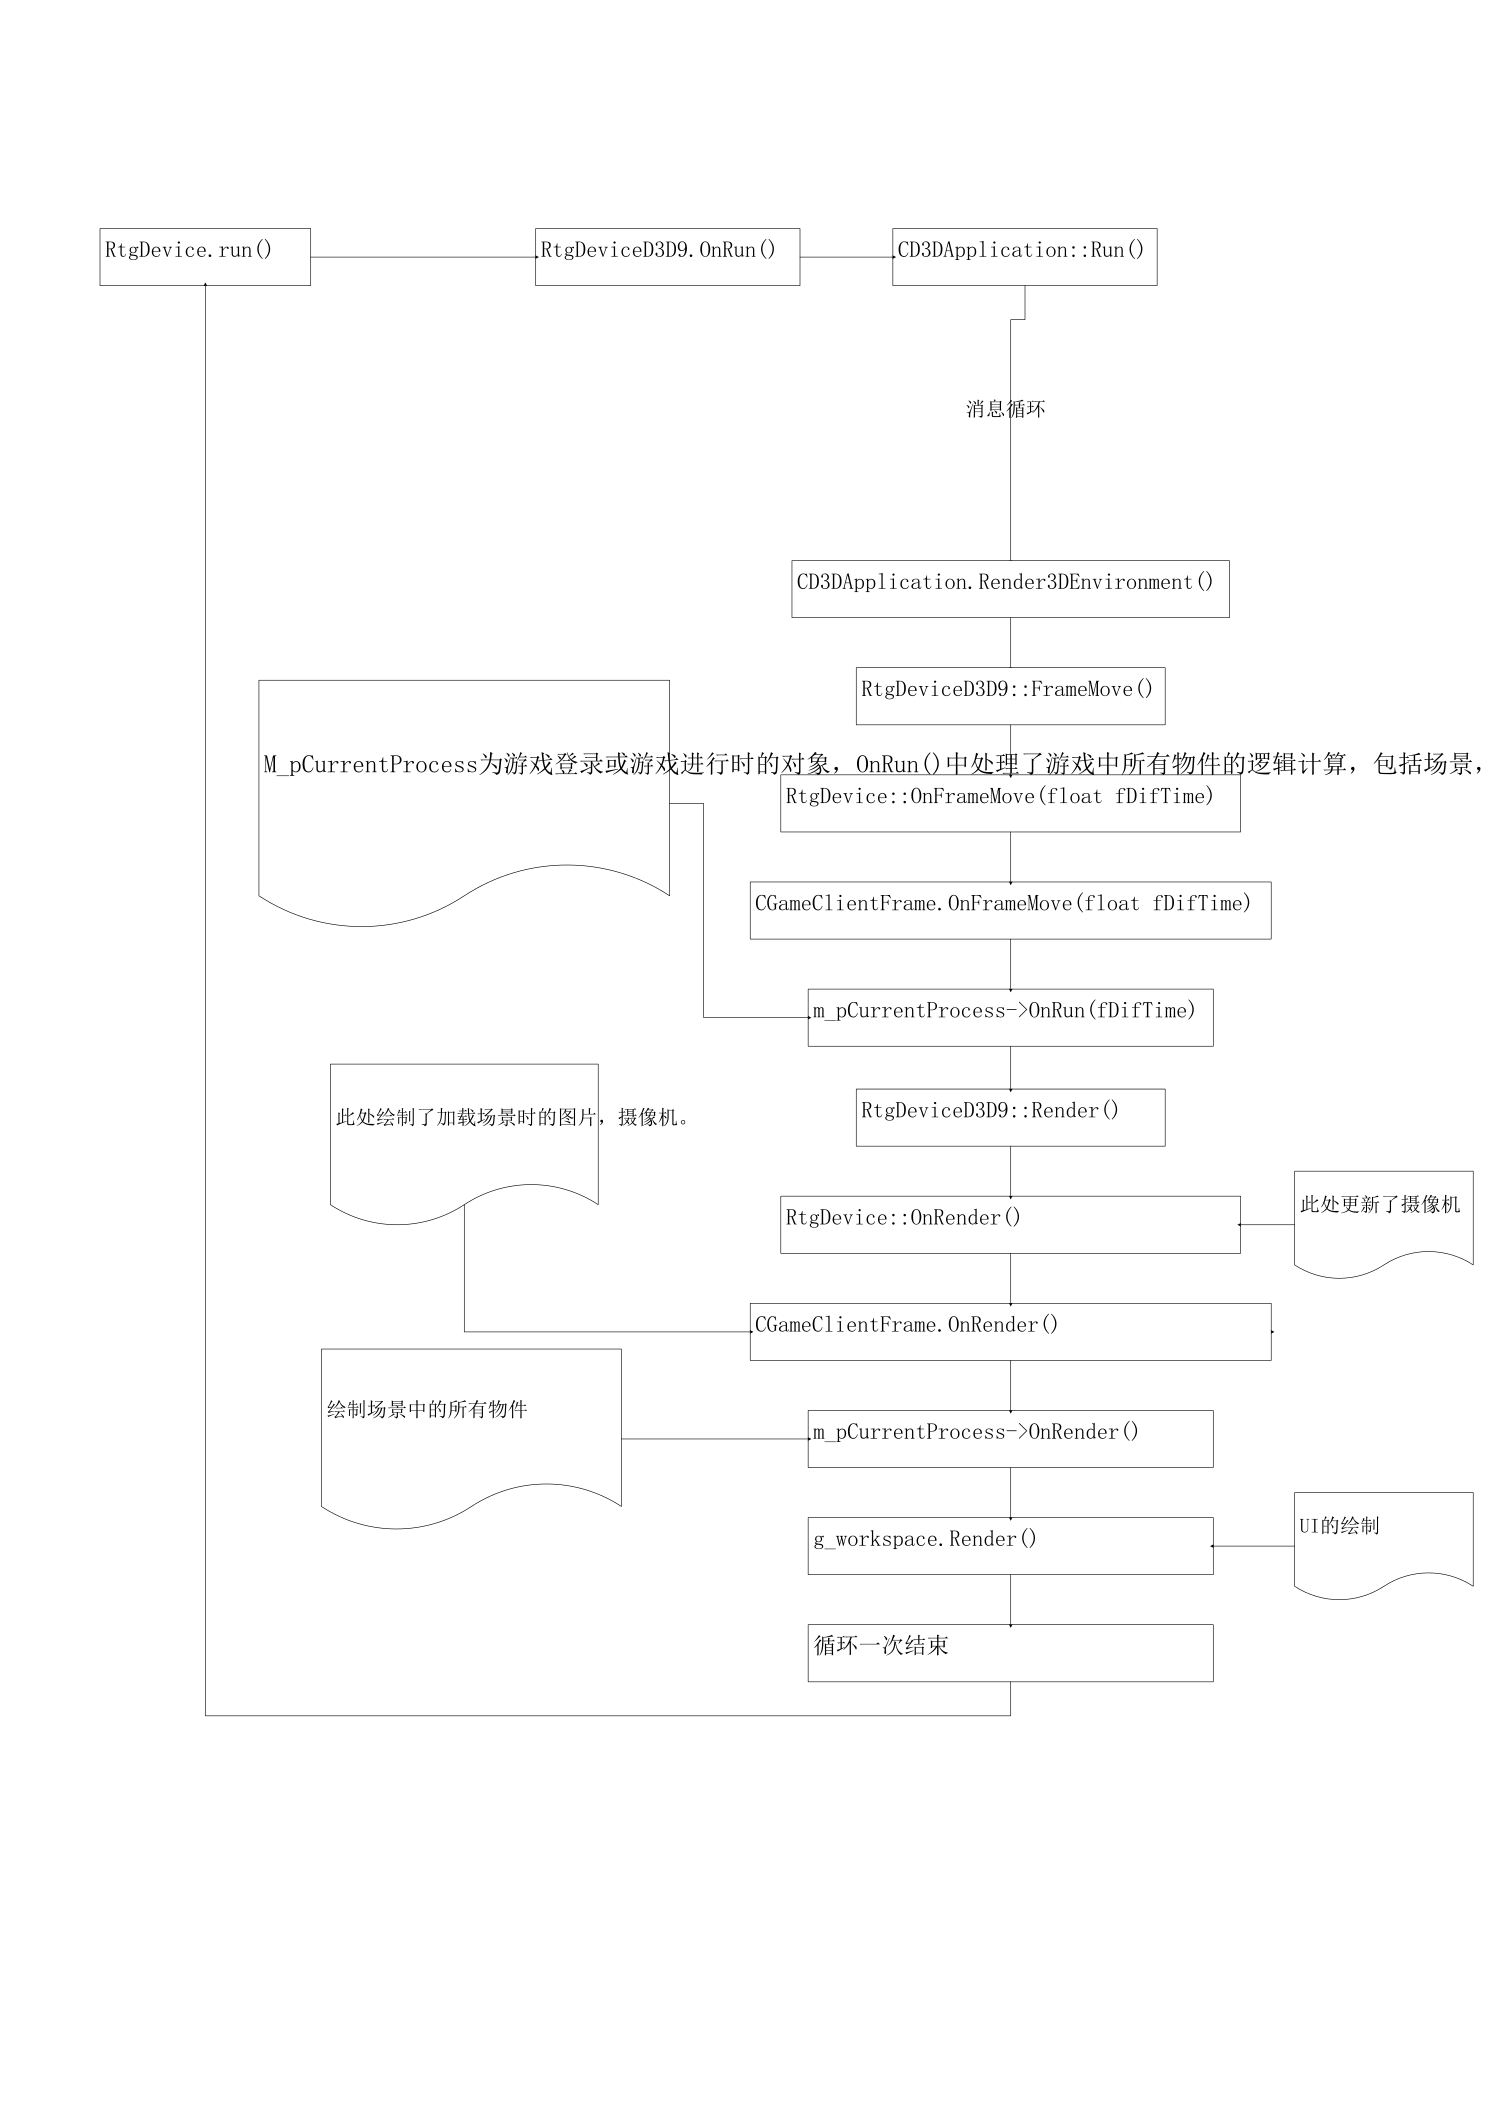 RtgDevice.run()
RtgDeviceD3D9.OnRun()
CD3DApplication::Run()
消息循环
CD3DApplication.Render3DEnvironment()
RtgDeviceD3D9::FrameMove()
M_pCurrentProcess为游戏登录或游戏进行时的对象，OnRun()中处理了游戏中所有物件的逻辑计算，包括场景，
RtgDevice::OnFrameMove(float fDifTime)
CGameClientFrame.OnFrameMove(float fDifTime)
m_pCurrentProcess->OnRun(fDifTime)
此处绘制了加载场景时的图片，摄像机。
RtgDeviceD3D9::Render()
此处更新了摄像机
RtgDevice::OnRender()
CGameClientFrame.OnRender()
绘制场景中的所有物件
m_pCurrentProcess->OnRender()
UI的绘制
g_workspace.Render()
循环一次结束